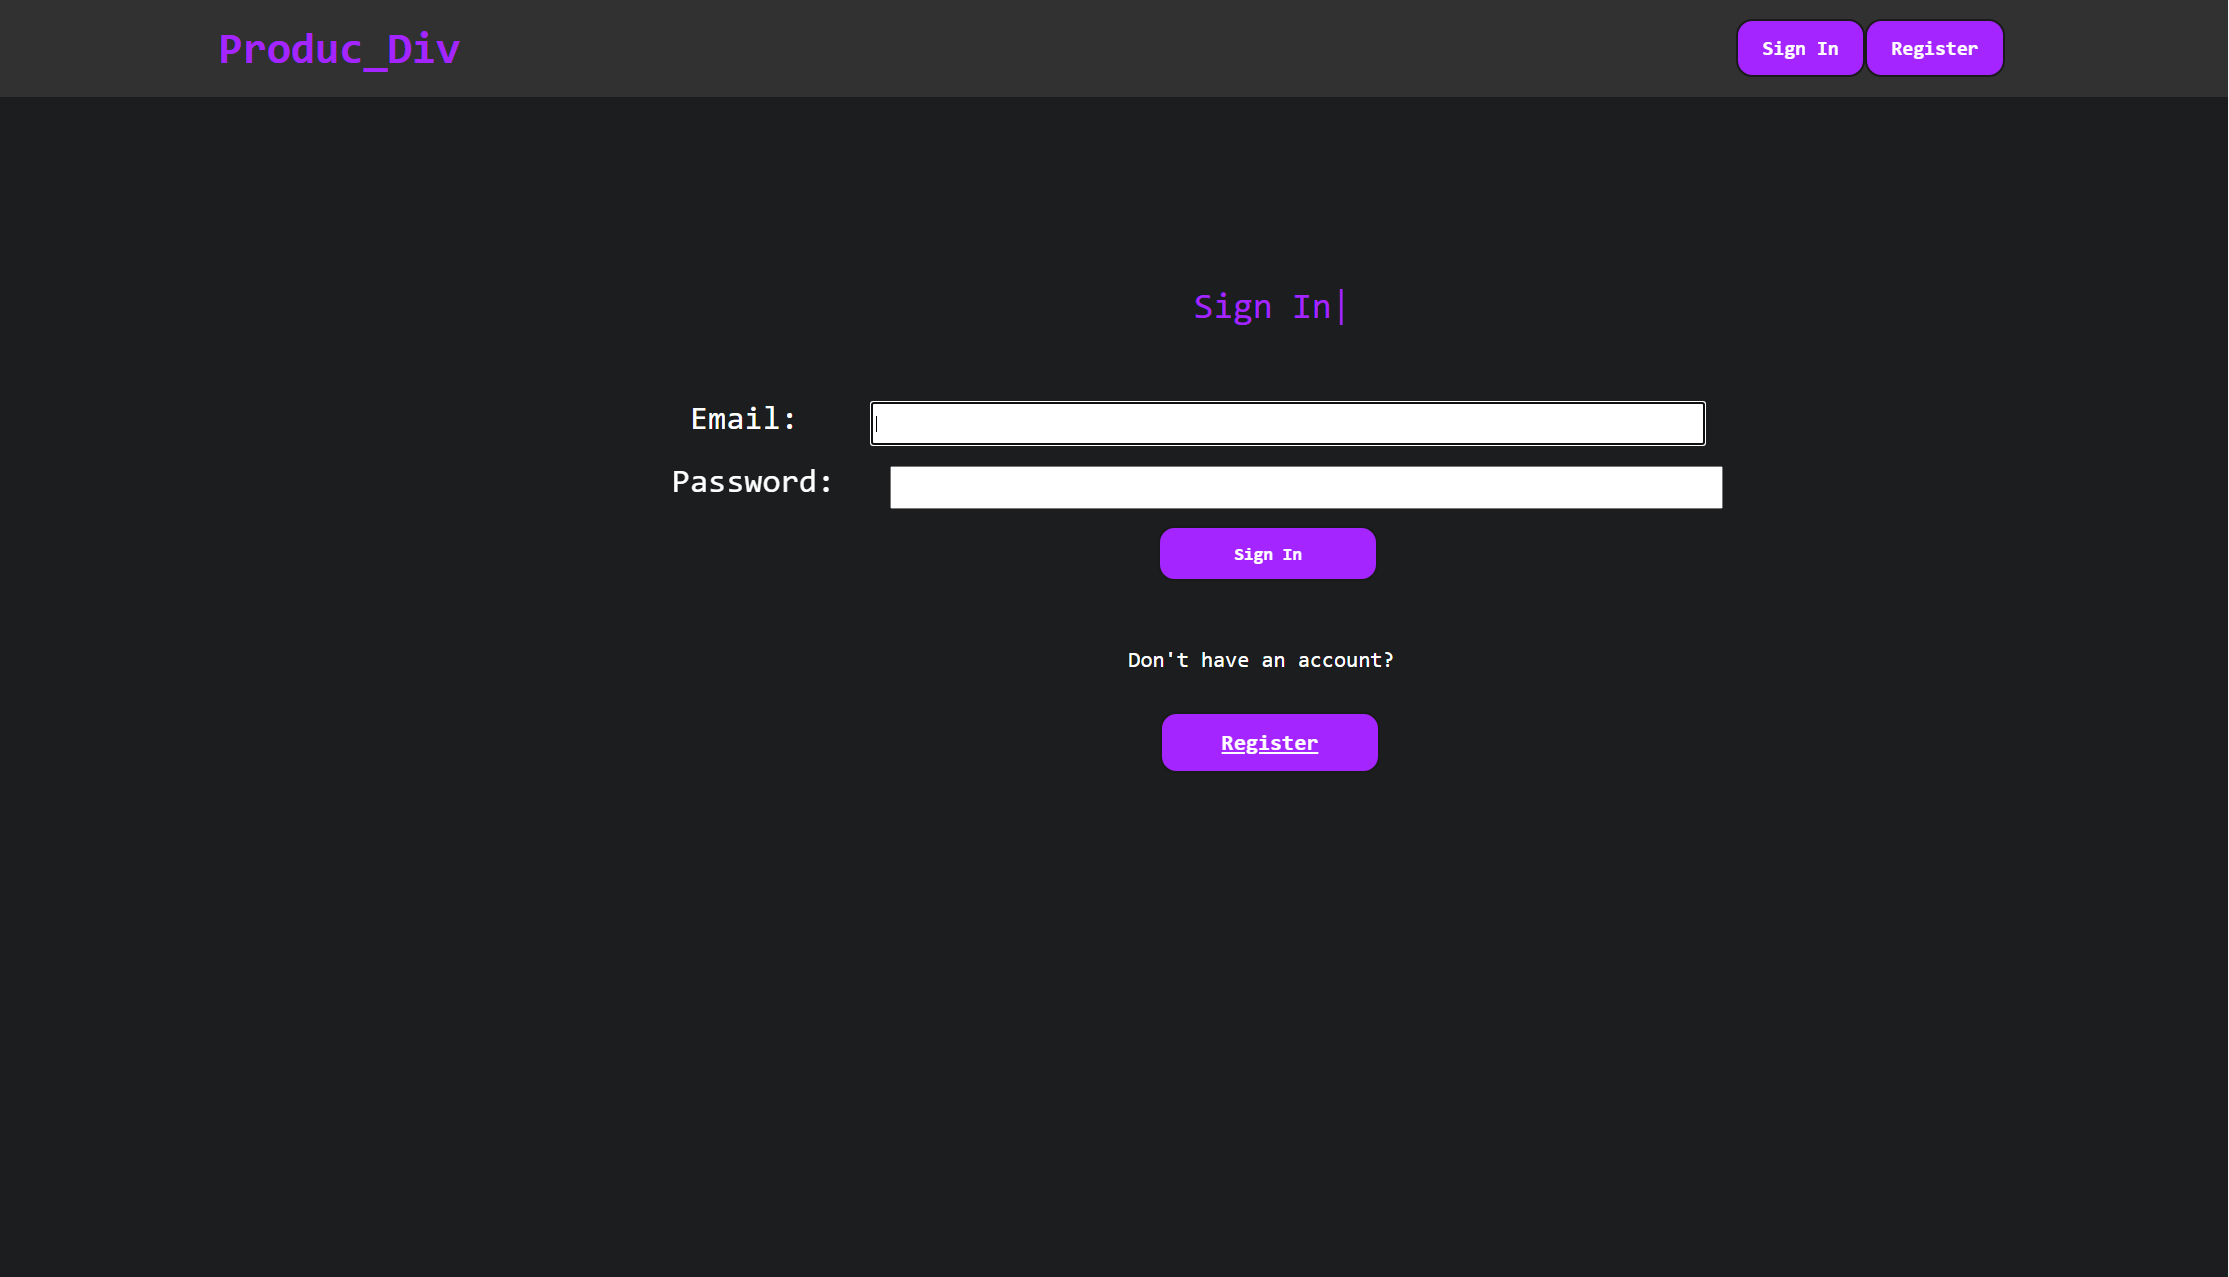 Produc_Div
Sign In
Register
Sign In|
Email:
Password:
Sign In
Don't have an account?
Register